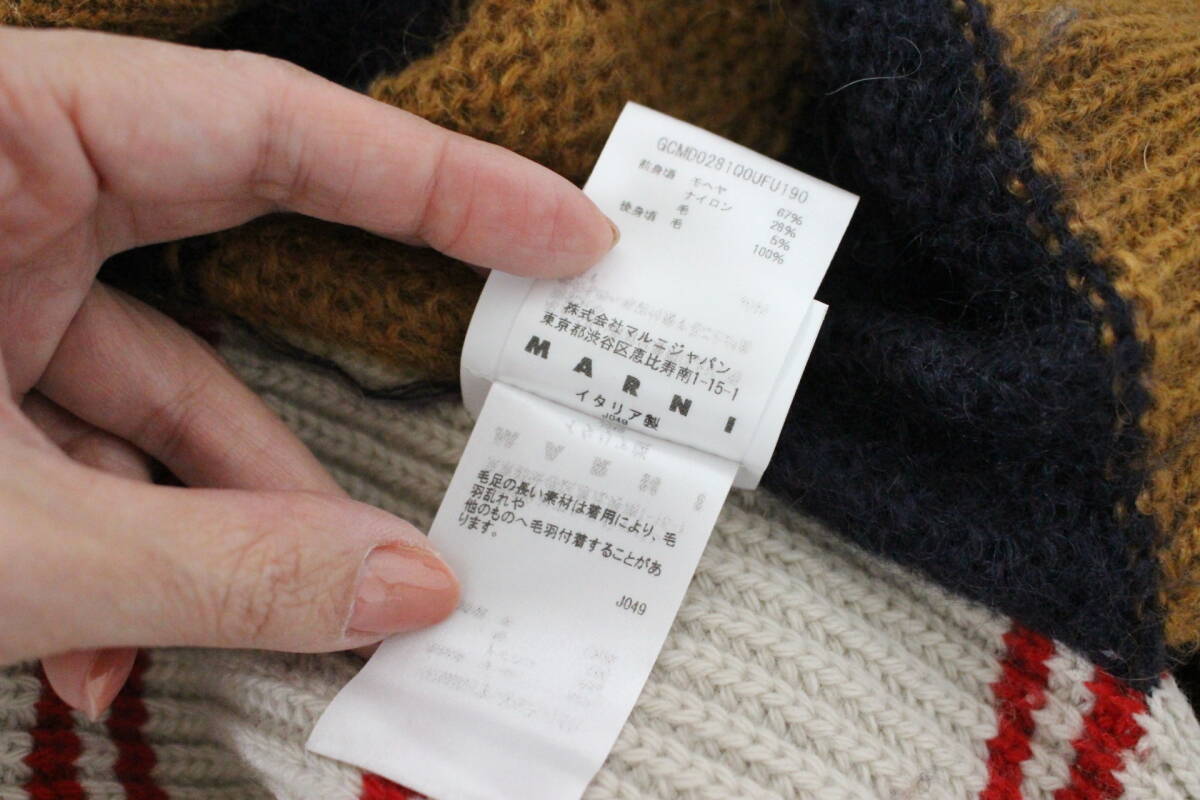 GCMD0281Q0UFU190
前身頃 モヘヤ 67%
ナイロン 28%
毛 5%
後身頃 毛 100%
株式会社マルニジャパン
東京都渋谷区恵比寿南1-15-1
MARNI
イタリア製
J049
毛足の長い素材は着用により、毛
羽乱れや
他のものへ毛羽付着することがあ
ります。
J049